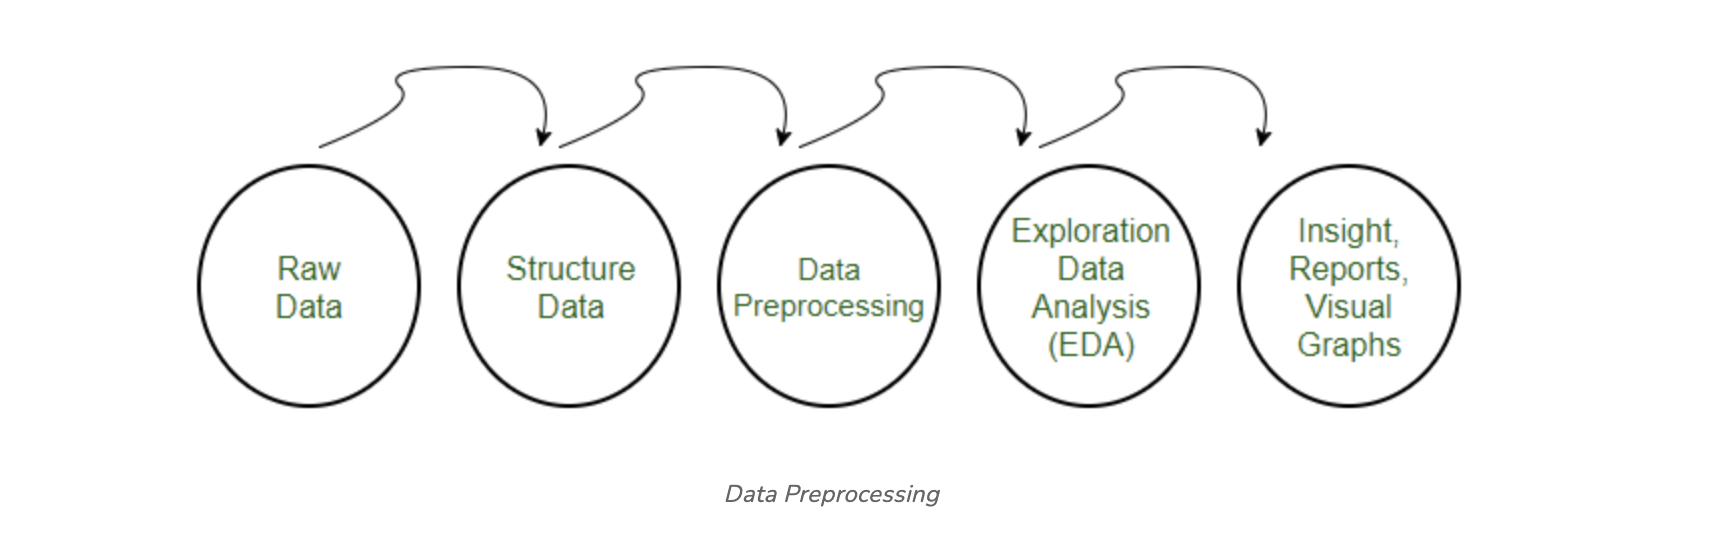 Raw
Data
Structure
Data
Data
Preprocessing
Exploration
Data
Analysis
(EDA)
Insight,
Reports,
Visual
Graphs
Data Preprocessing